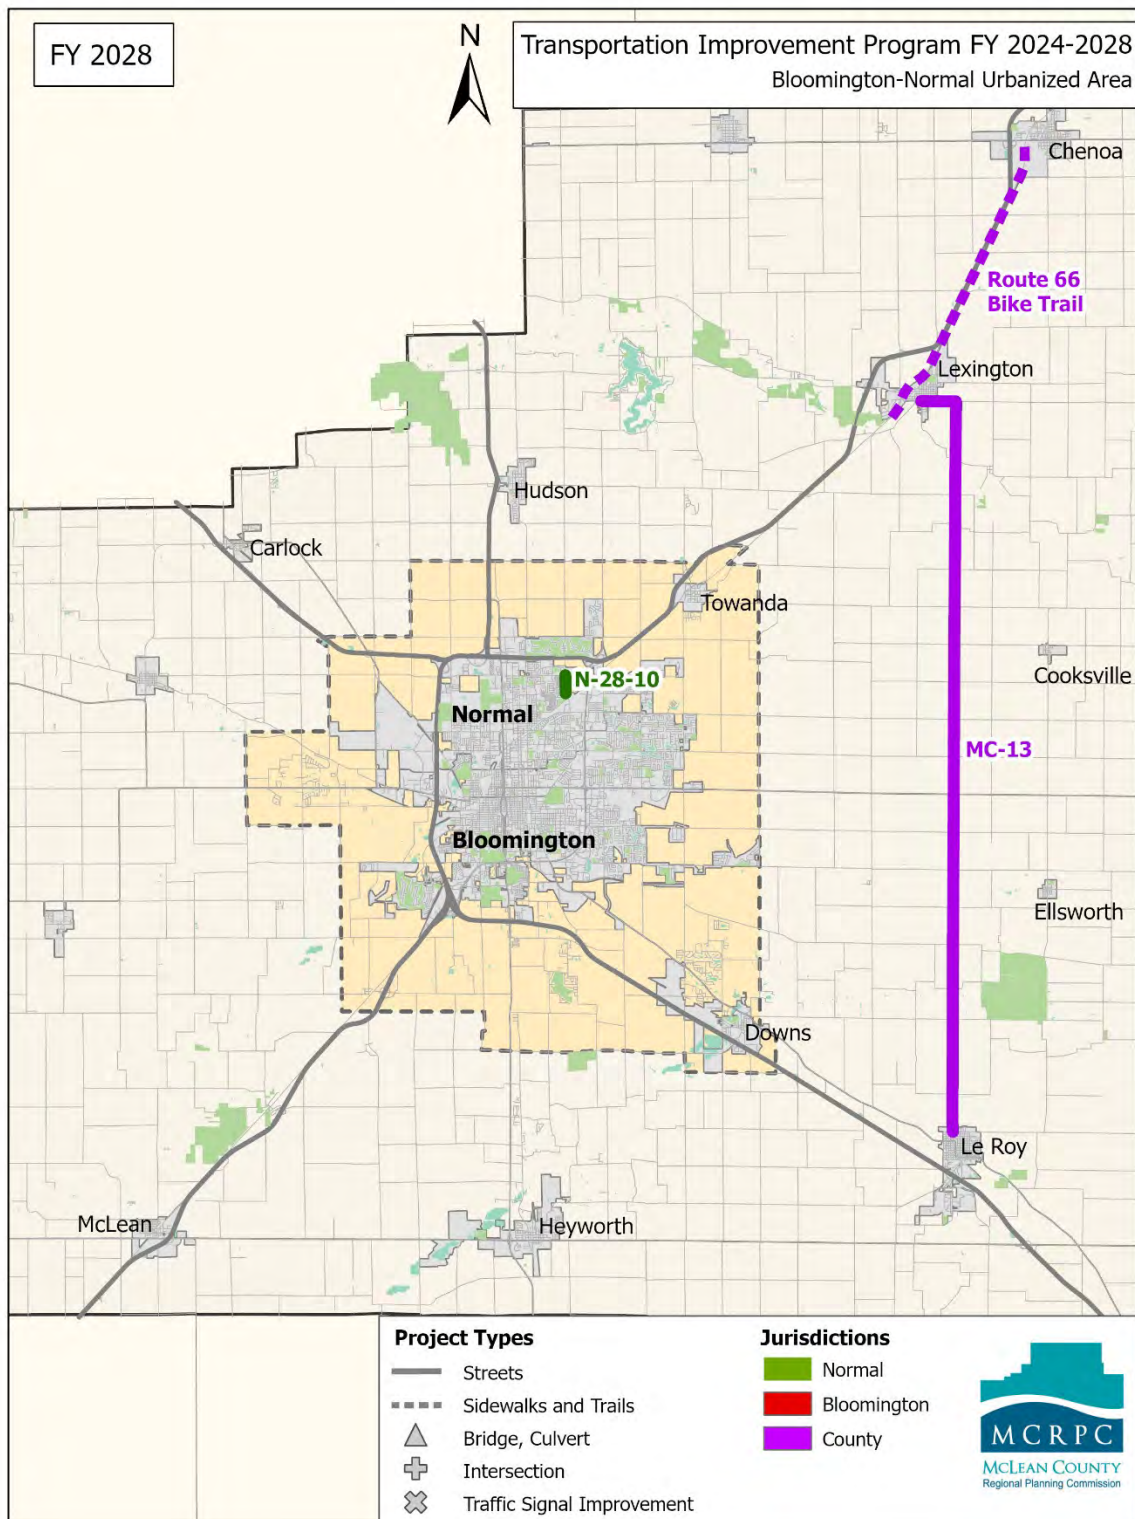 FY 2028
N
Transportation Improvement Program FY 2024-2028
Bloomington-Normal Urbanized Area
Chenoa
Route 66
Bike Trail
Lexington
Hudson
Carlock
Towanda
Cooksville
N-28-10
Normal
MC-13
Bloomington
Ellsworth
Downs
Le Roy
McLean
Heyworth
Project Types
Streets
Sidewalks and Trails
Bridge, Culvert
Intersection
Traffic Signal Improvement
Jurisdictions
Normal
Bloomington
County
MCRPC
MCLEAN COUNTY
Regional Planning Commission